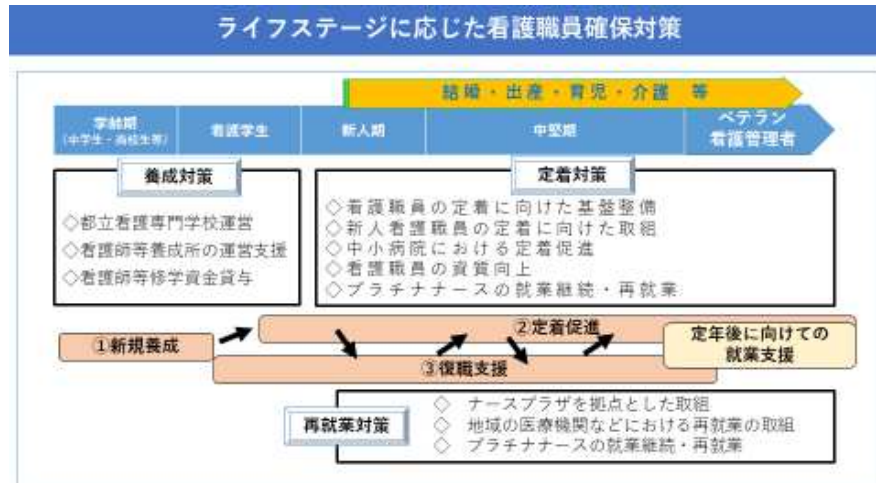 ライフステージに応じた看護職員確保対策
結婚・出産・育児・介護　等
学齢期
（中学生・高校生等）
看護学生
新人期
中堅期
ベテラン
看護管理者
養成対策
◇都立看護専門学校運営
◇看護師等養成所の運営支援
◇看護師等修学資金貸与
定着対策
◇看護職員の定着に向けた基盤整備
◇新人看護職員の定着に向けた取組
◇中小病院における定着促進
◇看護職員の資質向上
◇プラチナナースの就業継続・再就業
①新規養成
②定着促進
定年後に向けての
就業支援
③復職支援
再就業対策
◇　ナースプラザを拠点とした取組
◇　地域の医療機関などにおける再就業の取組
◇　プラチナナースの就業継続・再就業